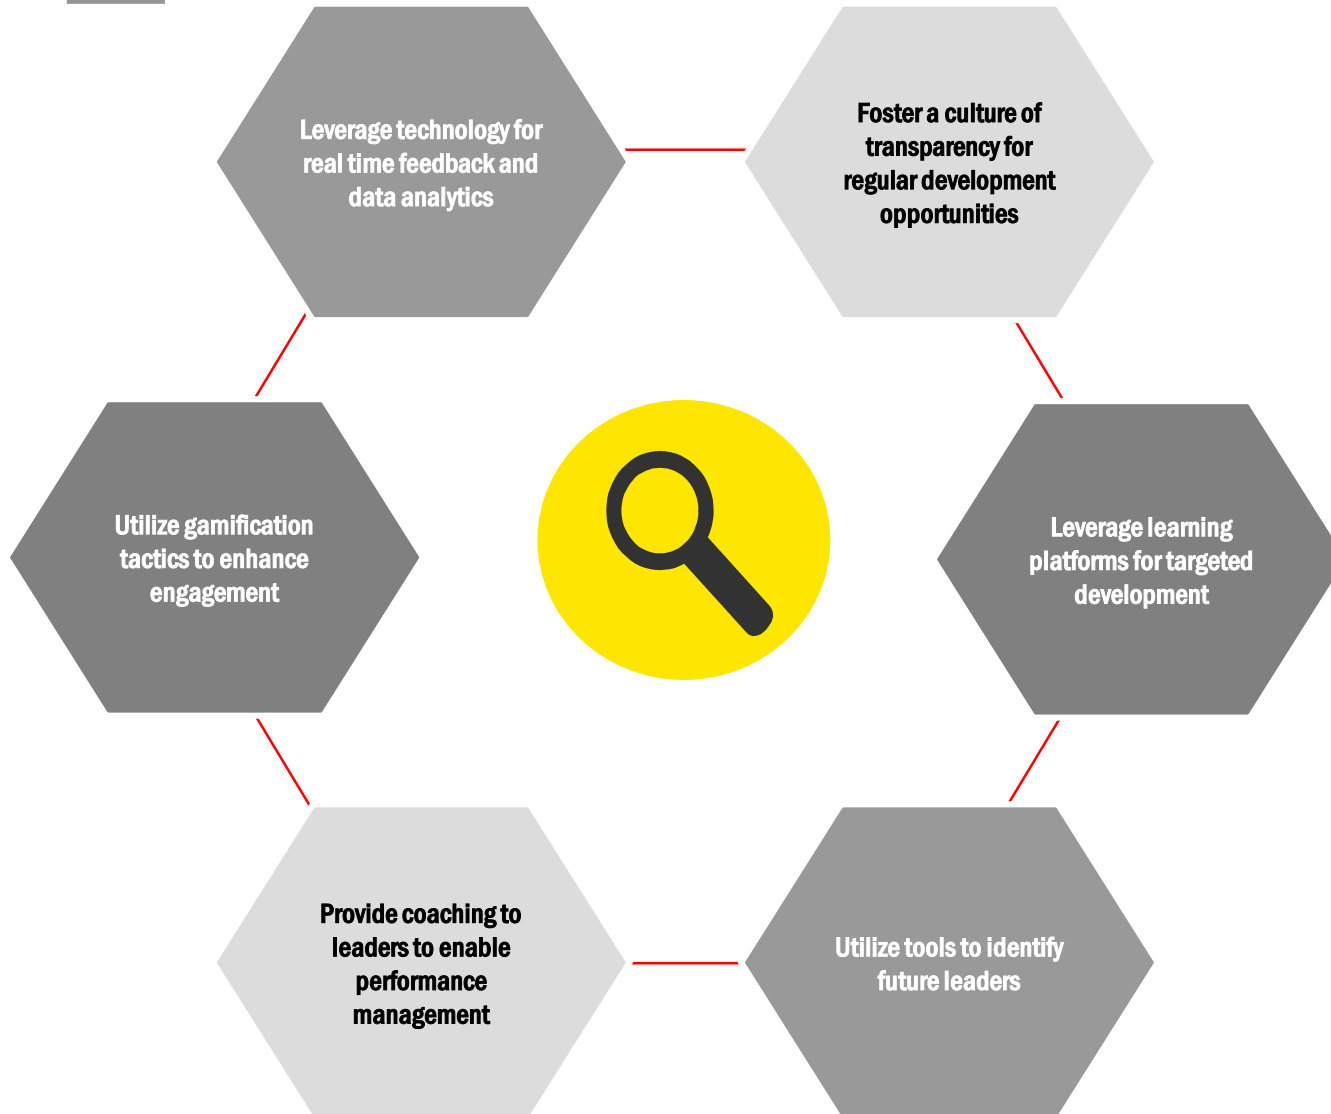 Leverage technology for
real time feedback and
data analytics
Foster a culture of
transparency for
regular development
opportunities
Utilize gamification
tactics to enhance
engagement
Leverage learning
platforms for targeted
development
Provide coaching to
leaders to enable
performance
management
Utilize tools to identify
future leaders